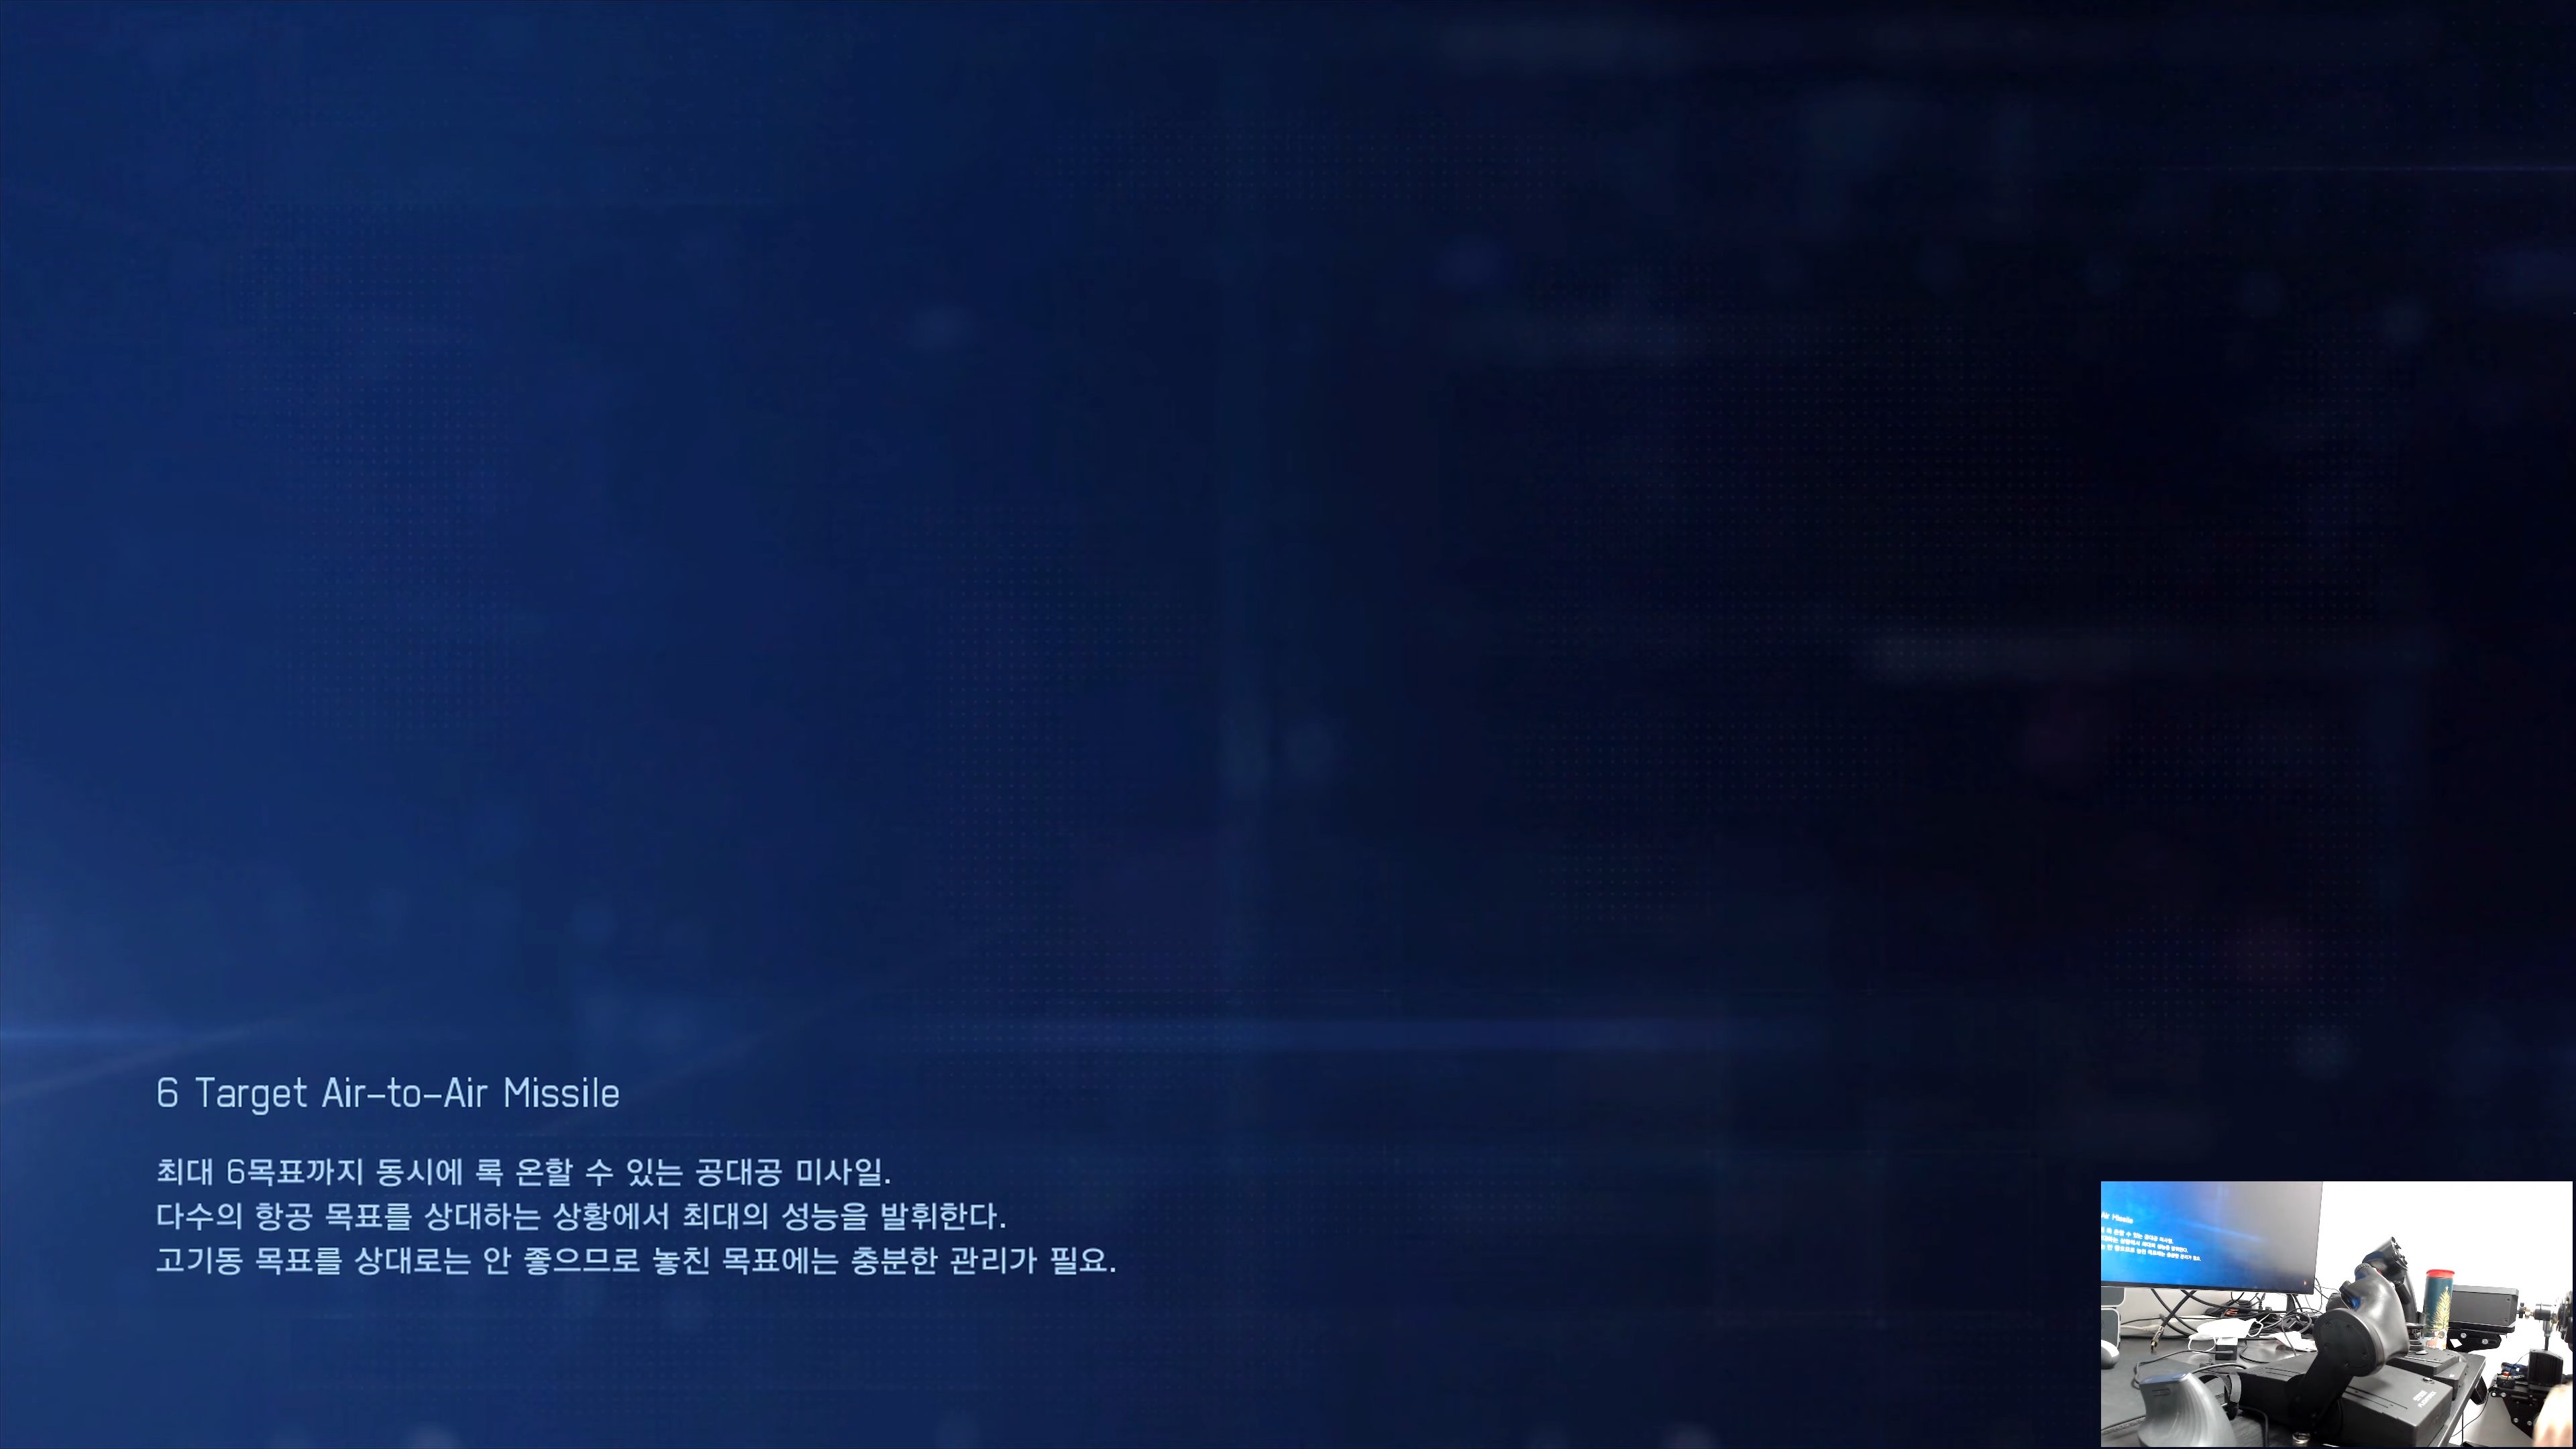 6 Target Air-to-Air Missile
최대 6목표까지 동시에 록 온할 수 있는 공대공 미사일.
다수의 항공 목표를 상대하는 상황에서 최대의 성능을 발휘한다.
고기동 목표를 상대로는 안 좋으므로 놓친 목표에는 충분한 관리가 필요.